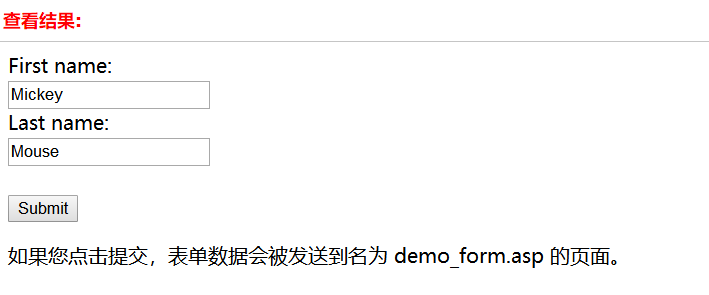 查看结果:
First name:
Mickey
Last name:
Mouse
Submit
如果您点击提交，表单数据会被发送到名为 demo_form.asp 的页面。